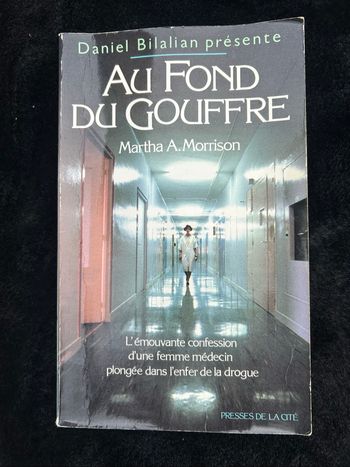 Daniel Bilalian présente
AU FOND
DU GOUFFRE
Martha A. Morrison
L'émouvante confession
d'une femme médecin
plongée dans l'enfer de la drogue
PRESSES DE LA CITÉ